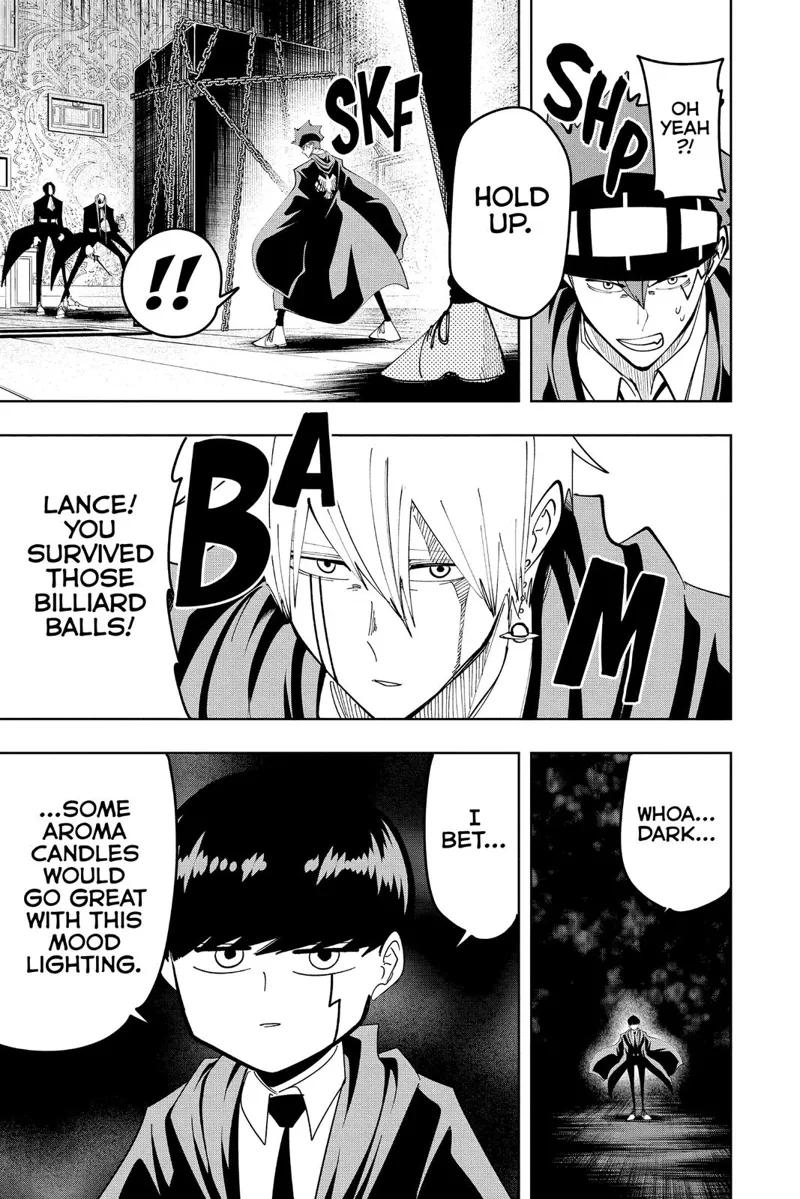 OH
YEAH
?!
SHP
HOLD
UP.
SKF
!!
LANCE!
YOU
SURVIVED
THOSE
BILLIARD
BALLS!
BAM
WHOA...
DARK...
I
BET...
...SOME
AROMA
CANDLES
WOULD
GO GREAT
WITH THIS
MOOD
LIGHTING.